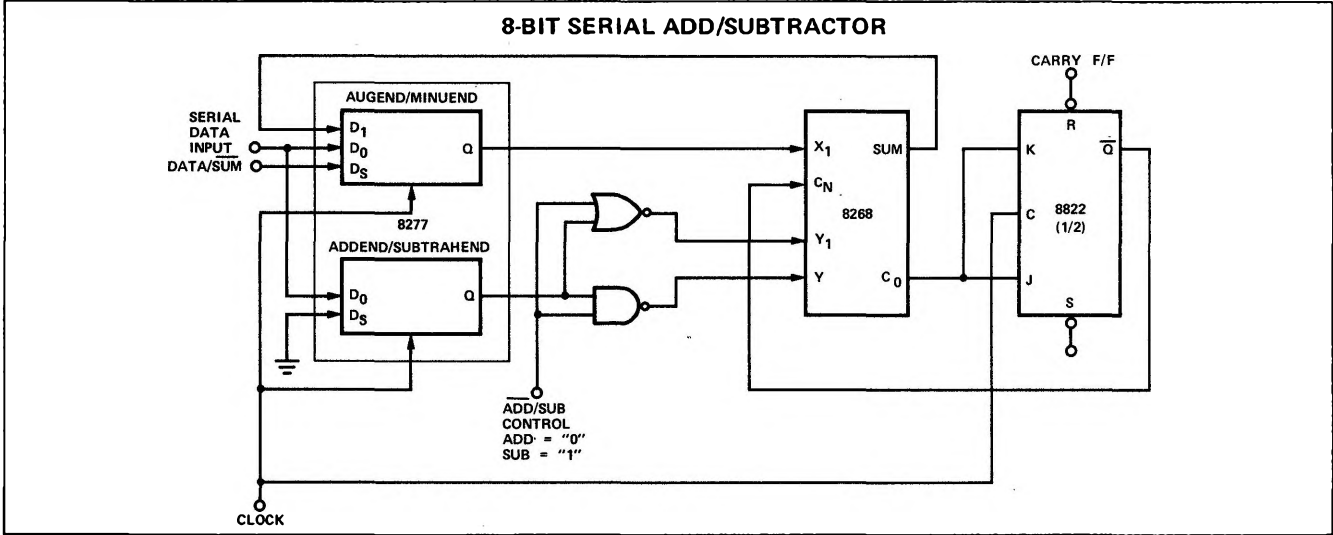 8-BIT SERIAL ADD/SUBTRACTOR
CARRY F/F
AUGEND/MINUEND
SERIAL
DATA
INPUT
DATA/SUM
D1
D0
DS
Q
8277
ADDEND/SUBTRAHEND
D0
DS
Q
X1
CN
Y1
Y
SUM
8268
C0
R
K
Q
C
8822
(1/2)
J
S
ADD/SUB
CONTROL
ADD = "0"
SUB = "1"
CLOCK